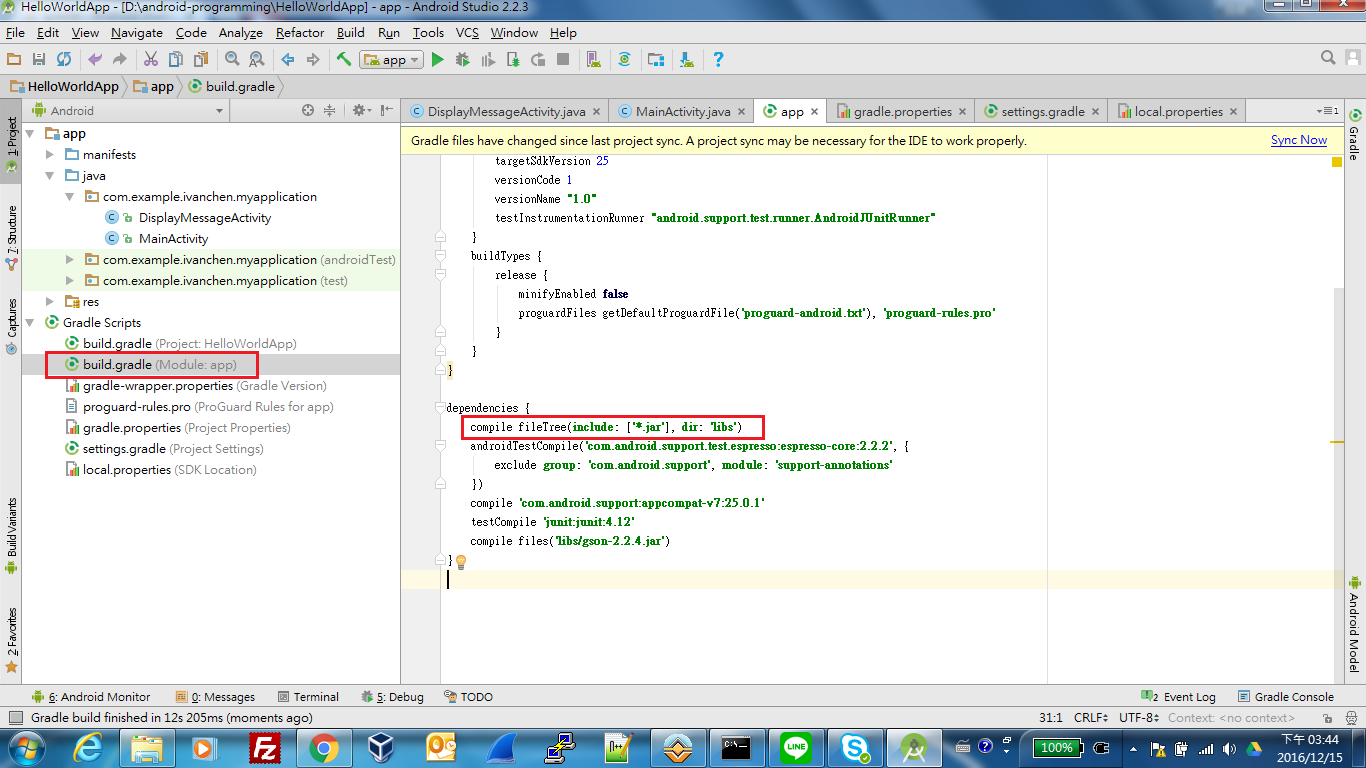 HelloWorldApp - [D:\android-programming\HelloWorldApp] - app - Android Studio 2.2.3
File Edit View Navigate Code Analyze Refactor Build Run Tools VCS Window Help
app
HelloWorldApp app build.gradle
Android
DisplayMessageActivity.java MainActivity.java app gradle.properties settings.gradle local.properties
1: Project
7: Structure
Captures
Build Variants
2: Favorites
app
manifests
java
com.example.ivanchen.myapplication
DisplayMessageActivity
MainActivity
com.example.ivanchen.myapplication (androidTest)
com.example.ivanchen.myapplication (test)
res
Gradle Scripts
build.gradle (Project: HelloWorldApp)
build.gradle (Module: app)
gradle-wrapper.properties (Gradle Version)
proguard-rules.pro (ProGuard Rules for app)
gradle.properties (Project Properties)
settings.gradle (Project Settings)
local.properties (SDK Location)
Gradle files have changed since last project sync. A project sync may be necessary for the IDE to work properly. Sync Now
targetSdkVersion 25
versionCode 1
versionName "1.0"
testInstrumentationRunner "android.support.test.runner.AndroidJUnitRunner"
}
buildTypes {
release {
minifyEnabled false
proguardFiles getDefaultProguardFile('proguard-android.txt'), 'proguard-rules.pro'
}
}
}
dependencies {
compile fileTree(include: ['*.jar'], dir: 'libs')
androidTestCompile('com.android.support.test.espresso:espresso-core:2.2.2', {
exclude group: 'com.android.support', module: 'support-annotations'
})
compile 'com.android.support:appcompat-v7:25.0.1'
testCompile 'junit:junit:4.12'
compile files('libs/gson-2.2.4.jar')
}
Gradle
Android Model
6: Android Monitor 0: Messages Terminal 5: Debug TODO 2 Event Log Gradle Console
Gradle build finished in 12s 205ms (moments ago) 31:1 CRLF UTF-8 Context: <no context>
LINE
100%
下午 03:44
2016/12/15